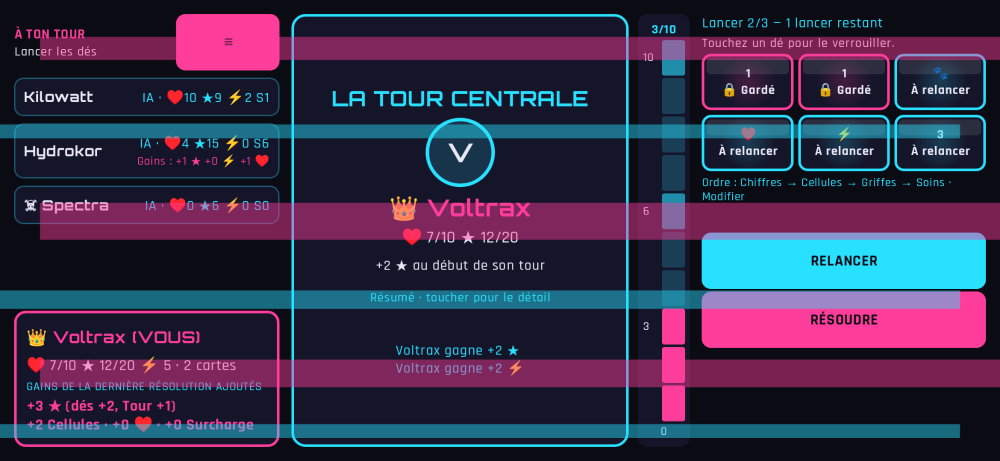 À TON TOUR
Lancer les dés
≡
Kilowatt
IA · ❤️10 ★9 ⚡2 S1
Hydrokor
IA · ❤️4 ★15 ⚡0 S6
Gains : +1 ★ +0 ⚡ +1 ❤️
☠ Spectra
IA · ❤️0 ★6 ⚡0 S0
👑 Voltrax (VOUS)
❤️ 7/10 ★ 12/20 ⚡ 5 · 2 cartes
GAINS DE LA DERNIÈRE RÉSOLUTION AJOUTÉS
+3 ★ (dés +2, Tour +1)
+2 Cellules · +0 ❤️ · +0 Surcharge
LA TOUR CENTRALE
V
👑 Voltrax
❤️ 7/10 ★ 12/20
+2 ★ au début de son tour
Résumé · toucher pour le détail
Voltrax gagne +2 ★
Voltrax gagne +2 ⚡
3/10
10
6
3
0
Lancer 2/3 — 1 lancer restant
Touchez un dé pour le verrouiller.
1
🔒 Gardé
1
🔒 Gardé
🐾
À relancer
❤️
À relancer
⚡
À relancer
3
À relancer
Ordre : Chiffres → Cellules → Griffes → Soins ·
Modifier
RELANCER
RÉSOUDRE